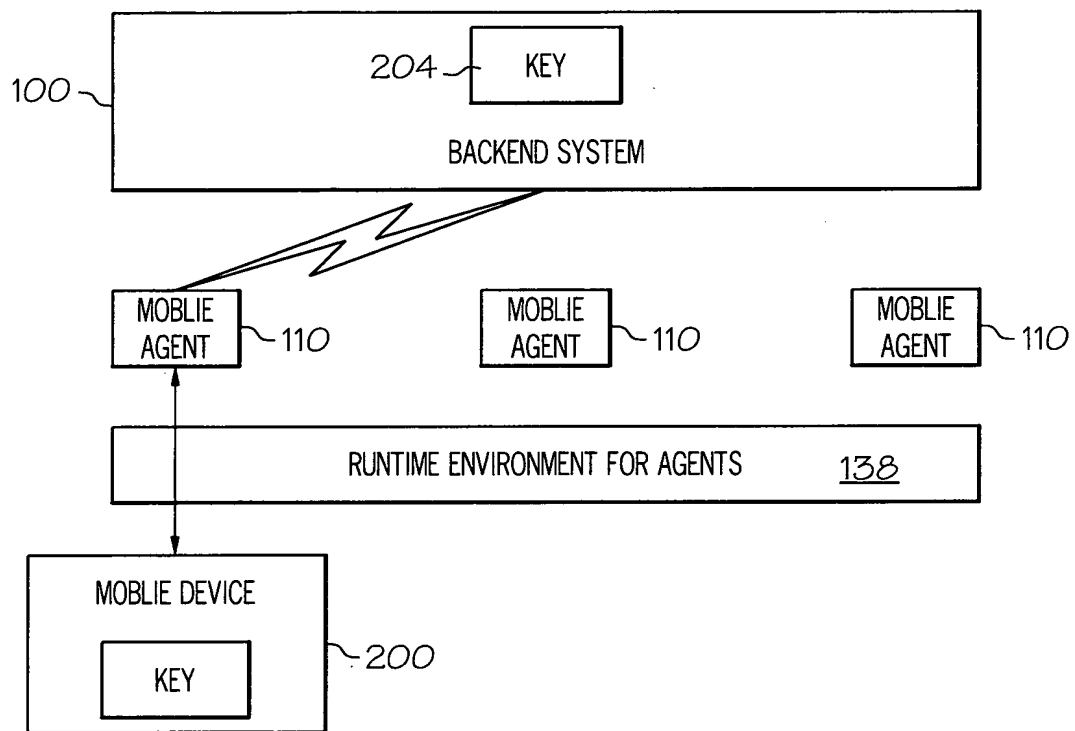 204
KEY
100
BACKEND SYSTEM
MOBLIE
AGENT
110
MOBLIE
AGENT
110
MOBLIE
AGENT
110
RUNTIME ENVIRONMENT FOR AGENTS
138
MOBLIE DEVICE
200
KEY